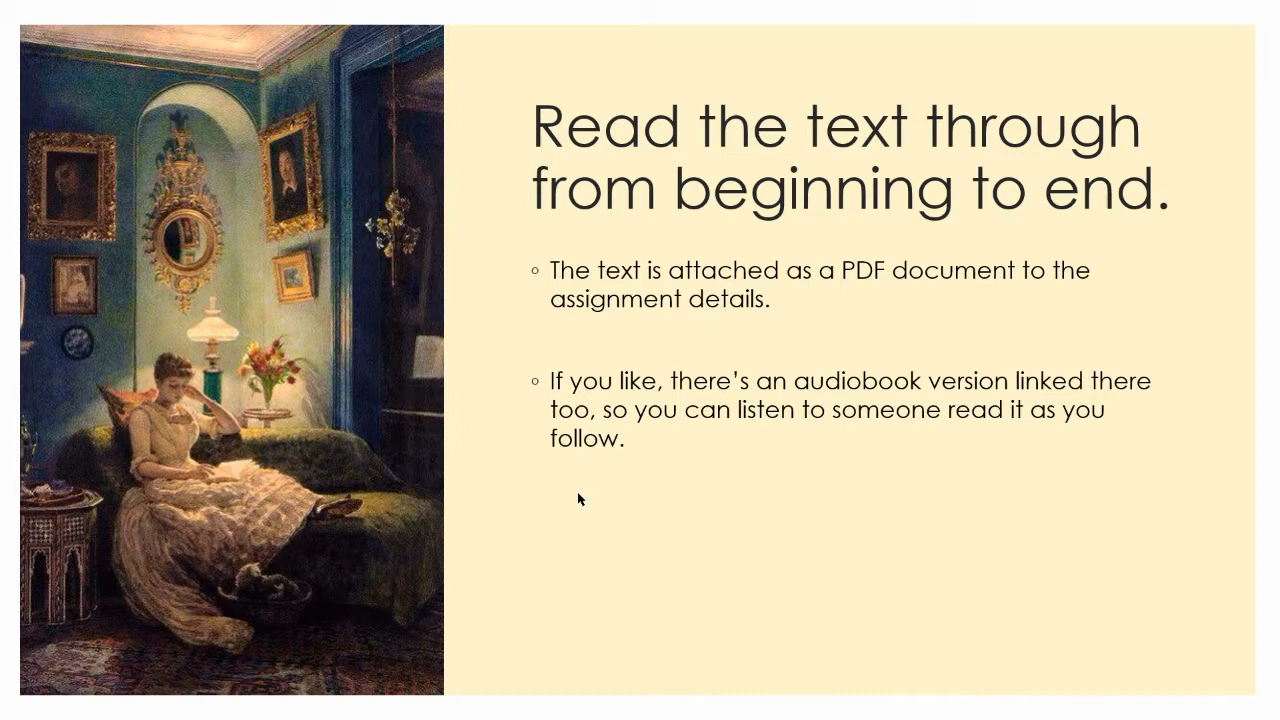 Read the text through
from beginning to end.
◦ The text is attached as a PDF document to the
assignment details.
◦ If you like, there’s an audiobook version linked there
too, so you can listen to someone read it as you
follow.